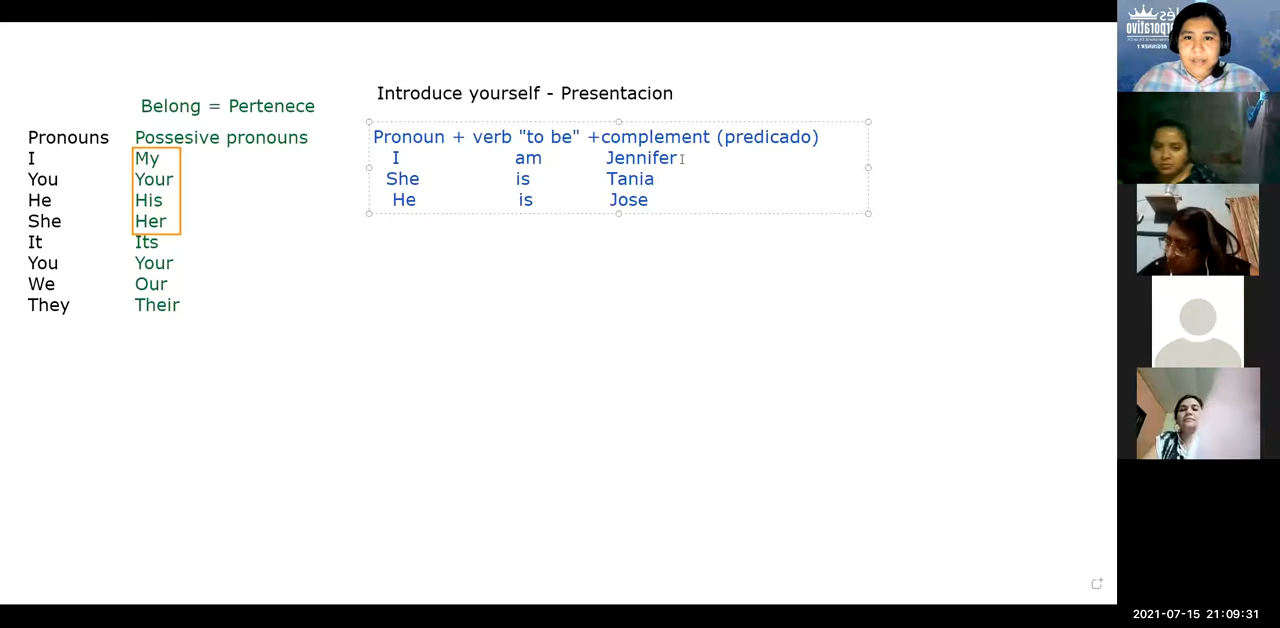 Belong = Pertenece
Pronouns Possesive pronouns
I My
You Your
He His
She Her
It Its
You Your
We Our
They Their
Introduce yourself - Presentacion
Pronoun + verb "to be" +complement (predicado)
I am Jennifer
She is Tania
He is Jose
2021-07-15 21:09:31